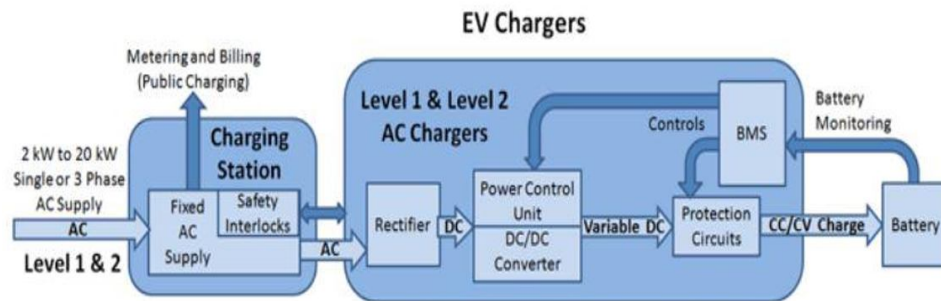 EV Chargers
Metering and Billing
(Public Charging)
2 kW to 20 kW
Single or 3 Phase
AC Supply
AC
Level 1 & 2
Charging
Station
Fixed
AC
Supply
Safety
Interlocks
AC
Level 1 & Level 2
AC Chargers
Rectifier
DC
Power Control
Unit
DC/DC
Converter
Variable DC
Controls
BMS
Protection
Circuits
Battery
Monitoring
CC/CV Charge
Battery